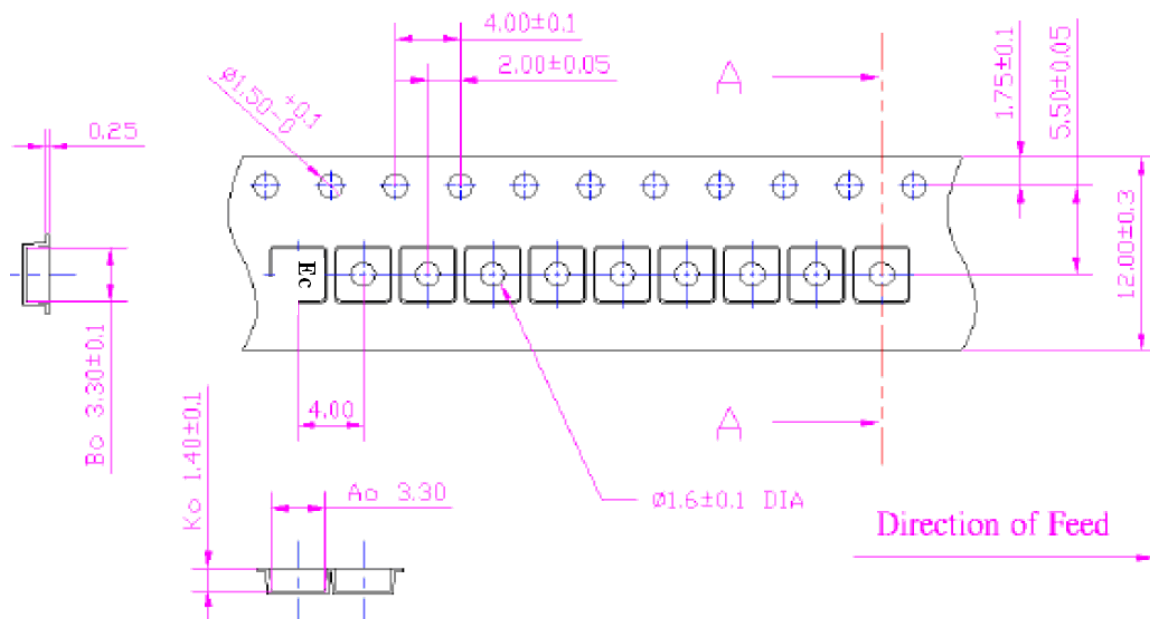 4.00±0.1
2.00±0.05
Ø1.50 +0.1 -0
A
1.75±0.1
5.50±0.05
0.25
12.00±0.3
Ec
Bo 3.30±0.1
4.00
A
Ko 1.40±0.1
Ao 3.30
Ø1.6±0.1 DIA
Direction of Feed